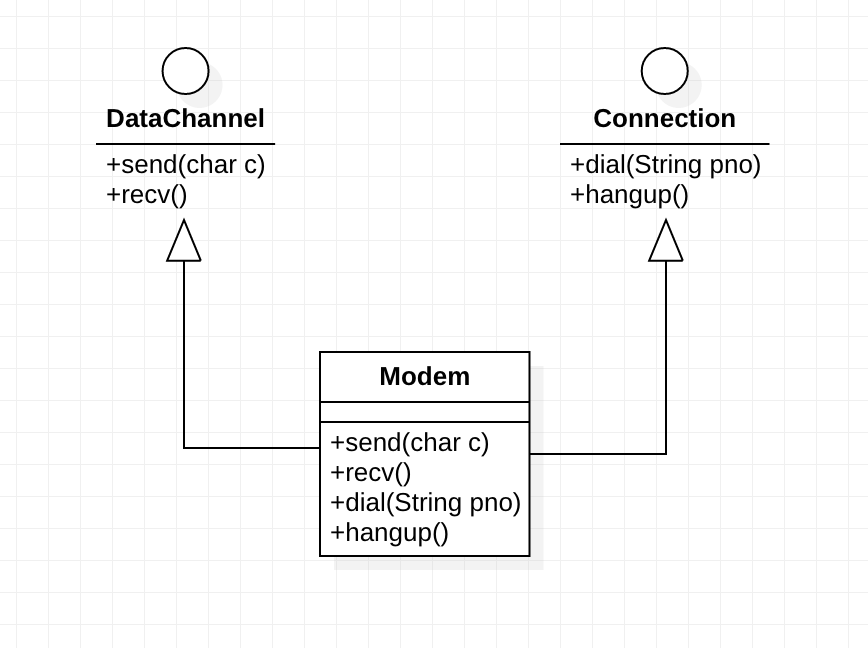 DataChannel
+send(char c)
+recv()
Connection
+dial(String pno)
+hangup()
Modem
+send(char c)
+recv()
+dial(String pno)
+hangup()